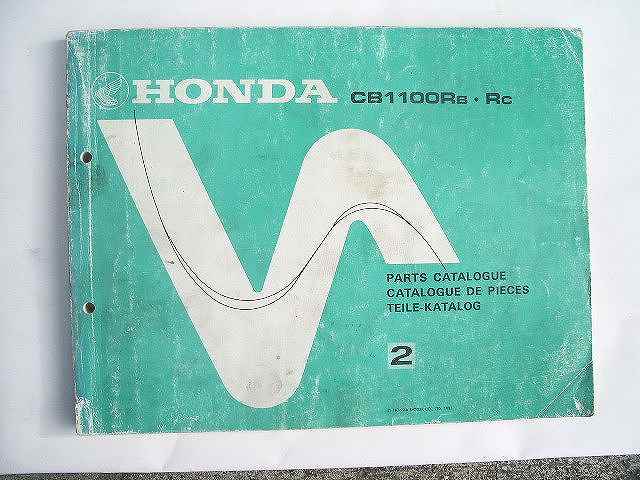 HONDA CB1100RB · RC
PARTS CATALOGUE
CATALOGUE DE PIECES
TEILE-KATALOG
2